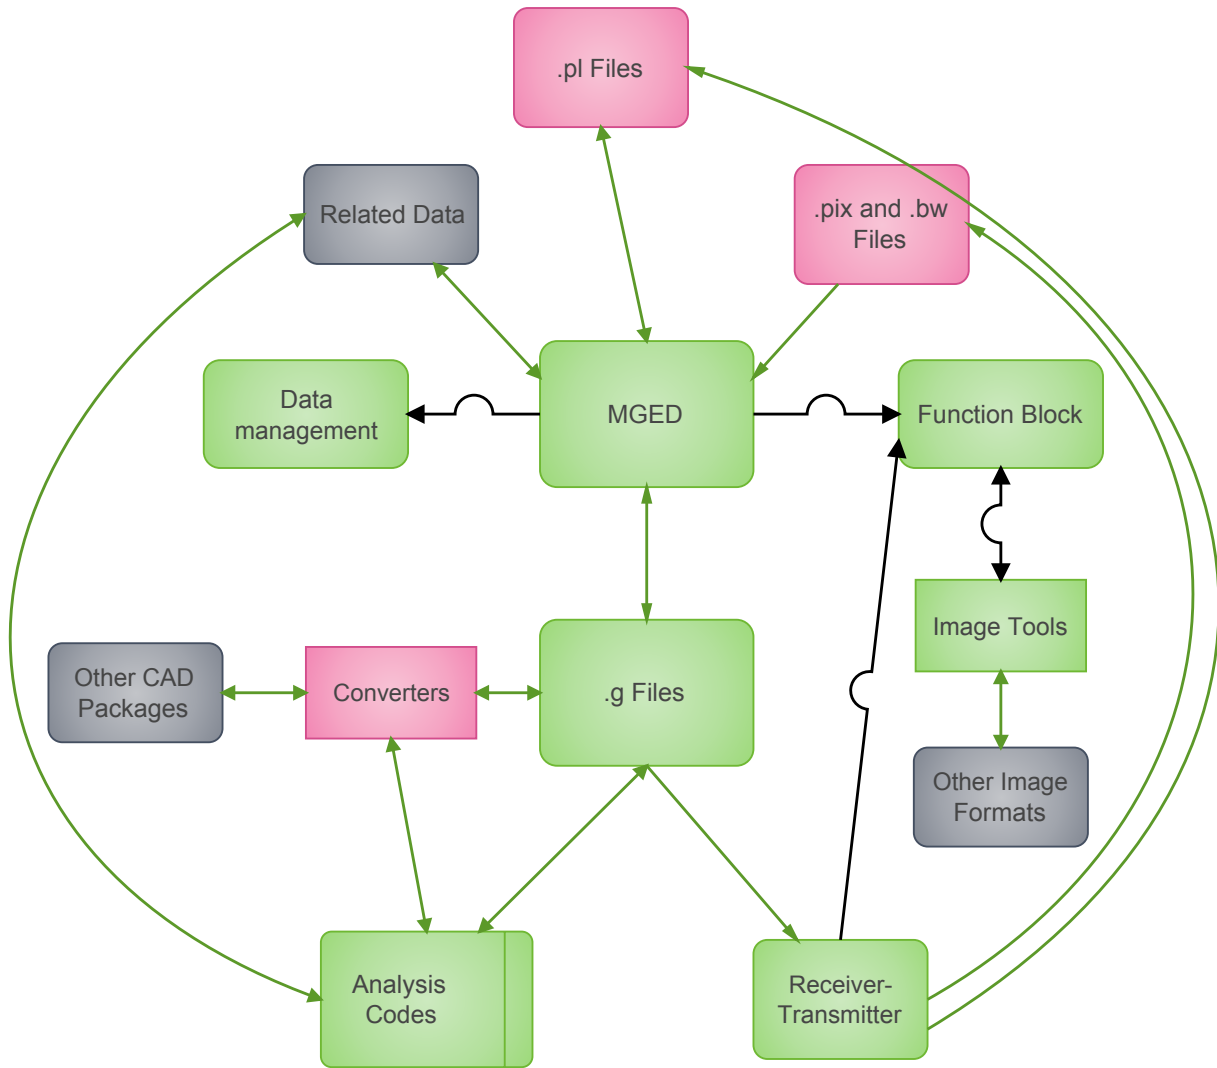 .pl Files
Related Data
.pix and .bw
Files
Data
management
MGED
Function Block
Image Tools
Other CAD
Packages
Converters
.g Files
Other Image
Formats
Analysis
Codes
Receiver-
Transmitter